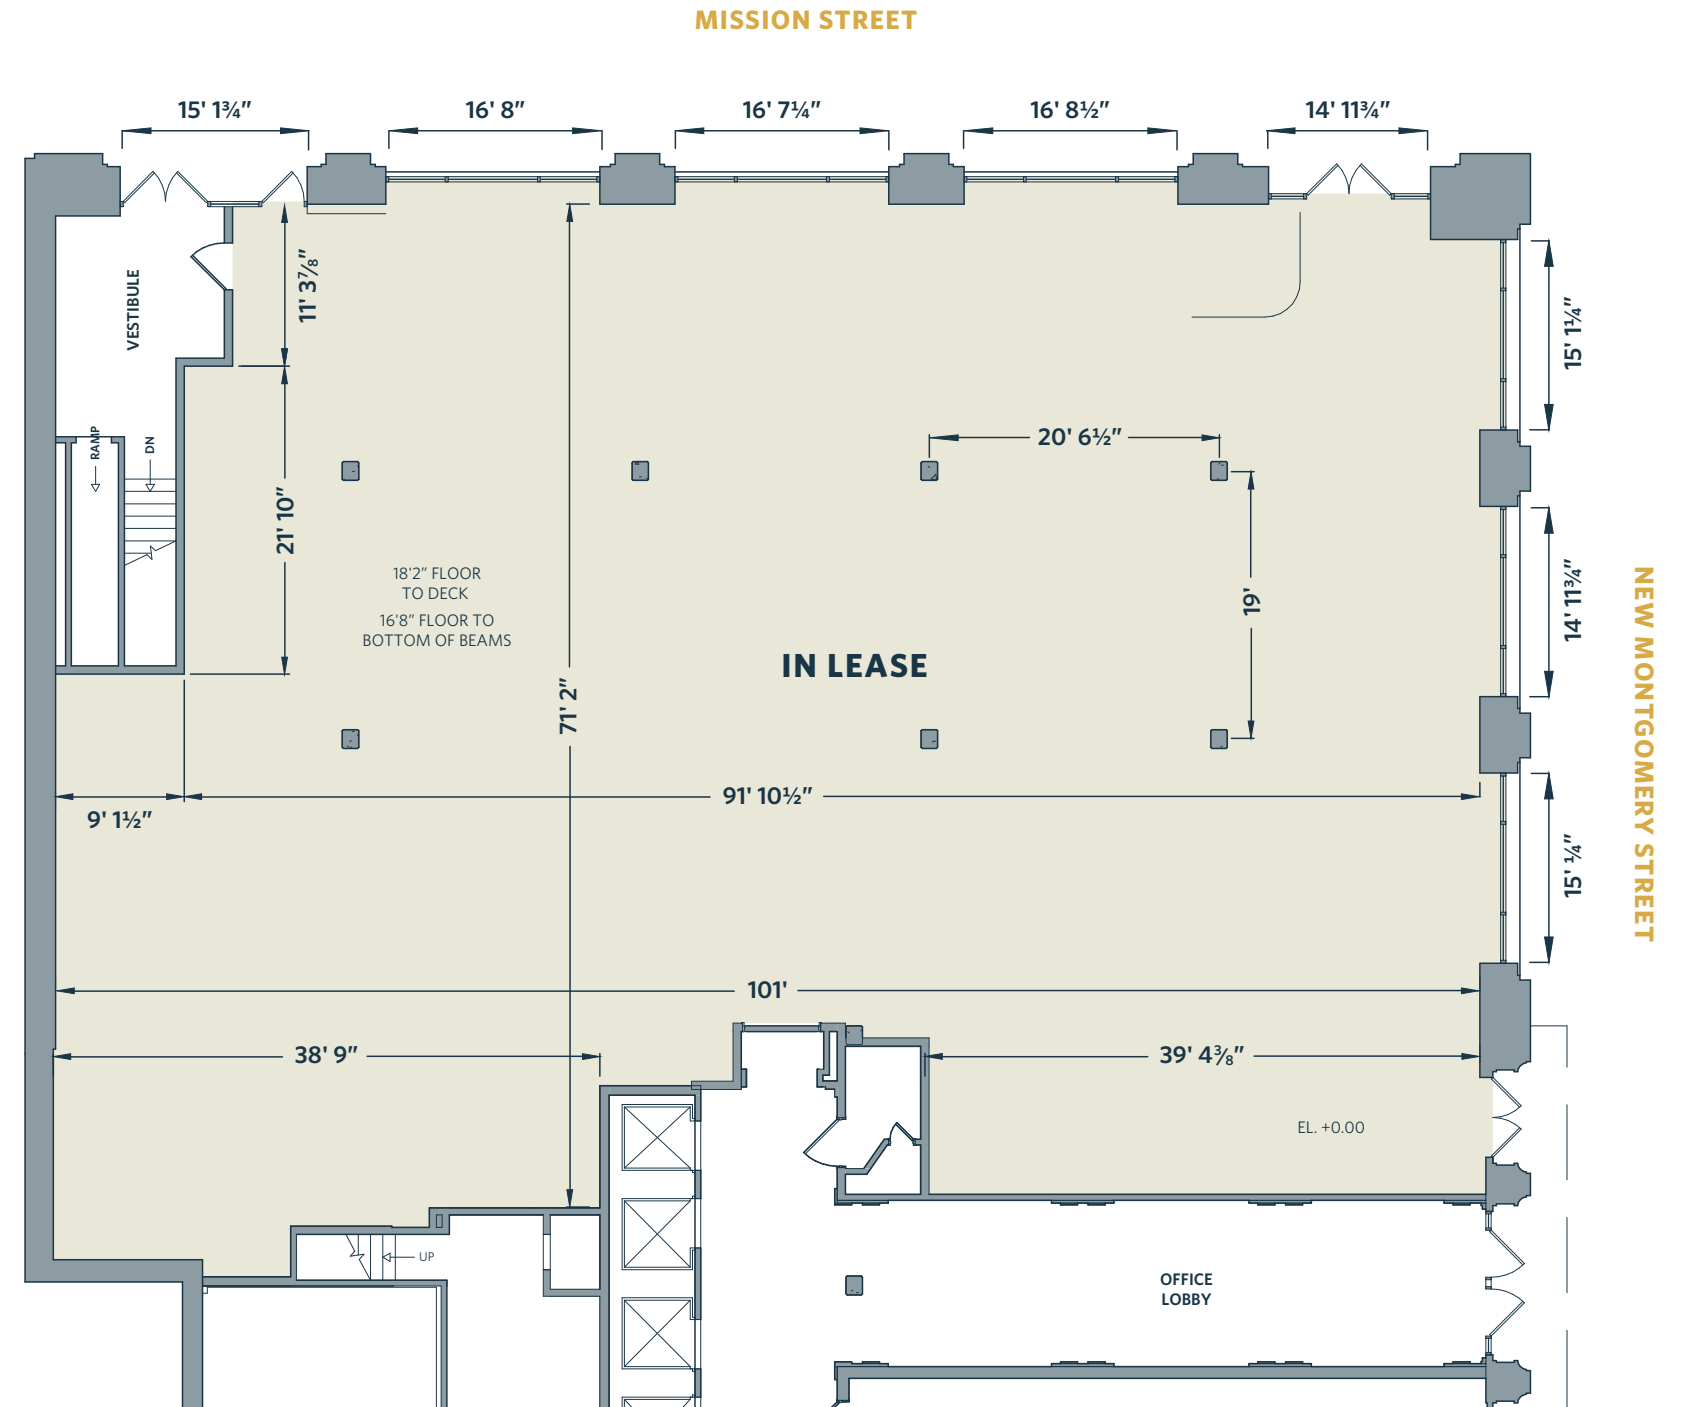 MISSION STREET
15' 1¾"
16' 8"
16' 7¼"
16' 8½"
14' 11¾"
VESTIBULE
11' 3⅞"
15' 1¼"
RAMP
DN
20' 6½"
21' 10"
18'2" FLOOR
TO DECK
16'8" FLOOR TO
BOTTOM OF BEAMS
19'
14' 11¾"
NEW MONTGOMERY STREET
IN LEASE
71' 2"
9' 1½"
91' 10½"
15' ¼"
101'
38' 9"
39' 4⅜"
EL. +0.00
UP
OFFICE
LOBBY